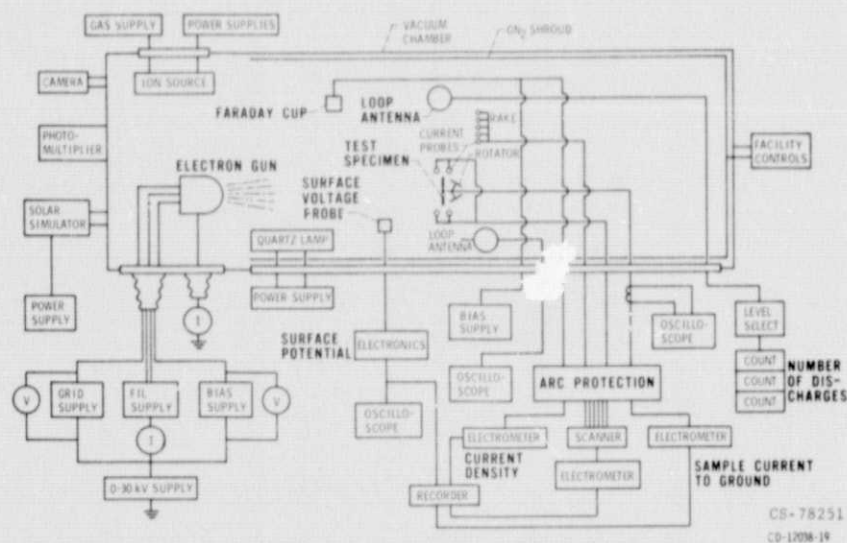 GAS SUPPLY
POWER SUPPLIES
VACUUM
CHAMBER
GN₂ SHROUD
CAMERA
ION SOURCE
FARADAY CUP
LOOP
ANTENNA
RAKE
CURRENT
PROBES
ROTATOR
PHOTO-
MULTIPLIER
TEST
SPECIMEN
FACILITY
CONTROLS
ELECTRON GUN
SURFACE
VOLTAGE
FROBE
SOLAR
SIMULATOR
QUARTZ LAMP
LOOP
ANTENNA
POWER
SUPPLY
POWER SUPPLY
I
BIAS
SUPPLY
OSCILLO-
SCOPE
LEVEL
SELECT
SURFACE
POTENTIAL
ELECTRONICS
COUNT
COUNT
COUNT
NUMBER
OF DIS-
CHARGES
OSCILLO-
SCOPE
ARC PROTECTION
V
GRID
SUPPLY
FIL
SUPPLY
BIAS
SUPPLY
V
OSCILLO-
SCOPE
I
ELECTROMETER
SCANNER
ELECTROMETER
CURRENT
DENSITY
ELECTROMETER
SAMPLE CURRENT
TO GROUND
0-30 kV SUPPLY
RECORDER
CS-78251
CD-12098-19